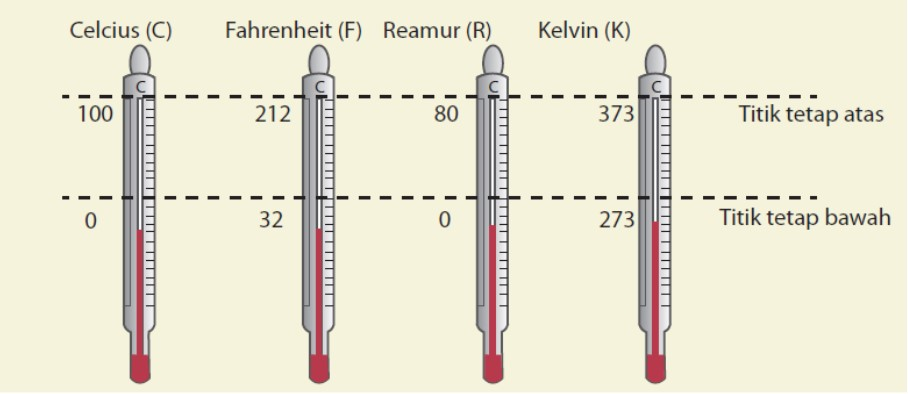 Celcius (C) Fahrenheit (F) Reamur (R) Kelvin (K)
C C C C
100 212 80 373 Titik tetap atas
0 32 0 273 Titik tetap bawah